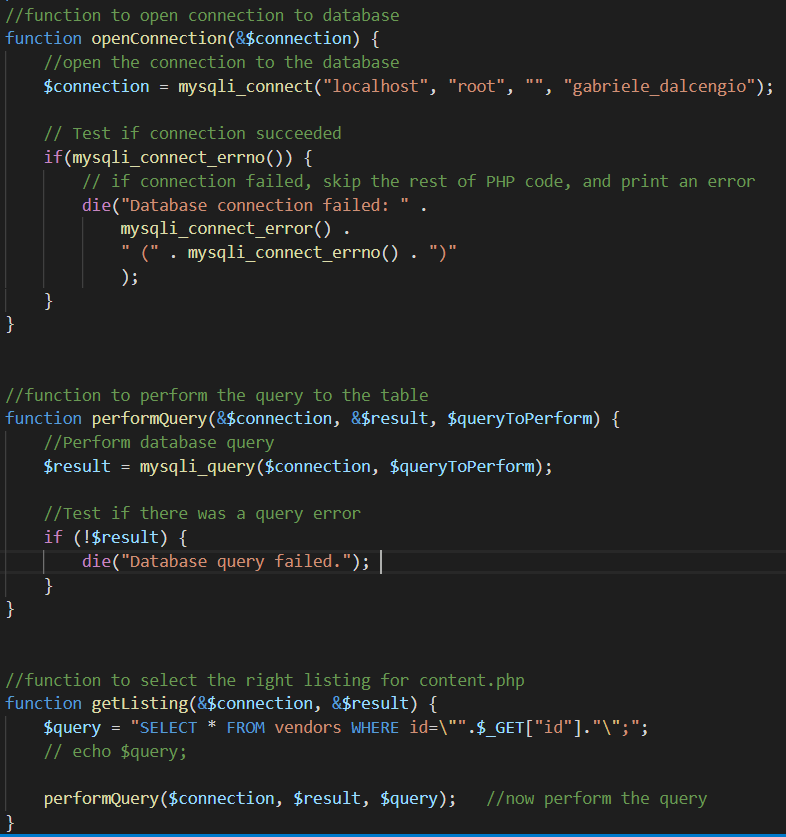 //function to open connection to database
function openConnection(&$connection) {
    //open the connection to the database
    $connection = mysqli_connect("localhost", "root", "", "gabriele_dalcengio");

    // Test if connection succeeded
    if(mysqli_connect_errno()) {
        // if connection failed, skip the rest of PHP code, and print an error
        die("Database connection failed: " .
            mysqli_connect_error() .
            " (" . mysqli_connect_errno() . ")"
            );
    }
}


//function to perform the query to the table
function performQuery(&$connection, &$result, $queryToPerform) {
    //Perform database query
    $result = mysqli_query($connection, $queryToPerform);

    //Test if there was a query error
    if (!$result) {
        die("Database query failed.");
    }
}


//function to select the right listing for content.php
function getListing(&$connection, &$result) {
    $query = "SELECT * FROM vendors WHERE id=\"".$_GET["id"]."\";";
    // echo $query;

    performQuery($connection, $result, $query);   //now perform the query
}